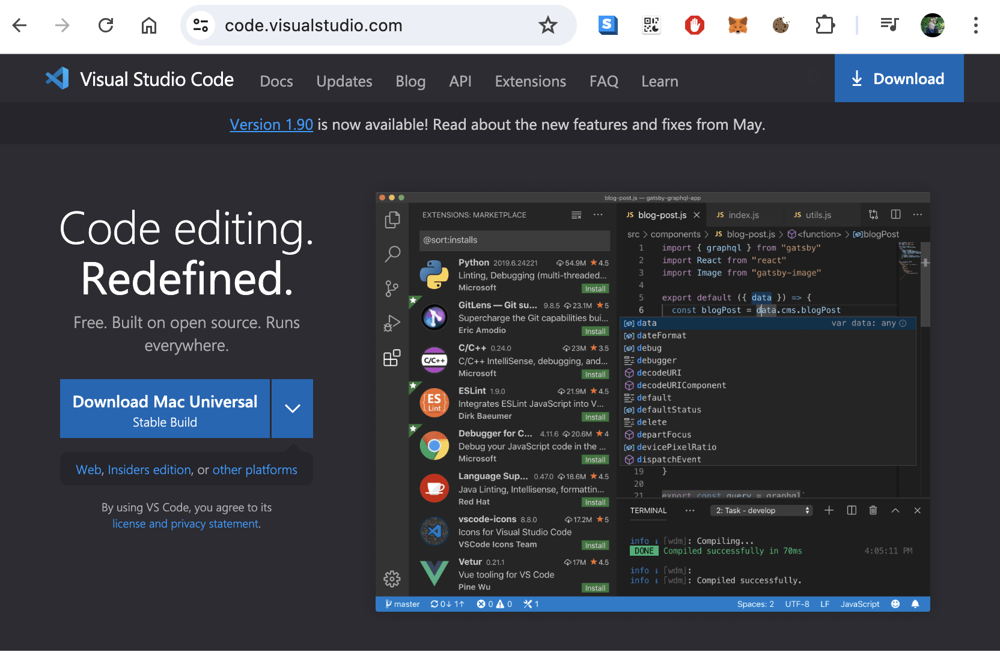 code.visualstudio.com
Visual Studio Code Docs Updates Blog API Extensions FAQ Learn Download
Version 1.90 is now available! Read about the new features and fixes from May.
Code editing.
Redefined.
Free. Built on open source. Runs
everywhere.
Download Mac Universal
Stable Build
Web, Insiders edition, or other platforms
By using VS Code, you agree to its
license and privacy statement.
blog-post.js — gatsby-graphql-app
EXTENSIONS: MARKETPLACE
@sort:installs
Python 2019.6.24221 54.9M 4.5
Linting, Debugging (multi-threaded...
Microsoft Install
GitLens — Git su... 9.8.5 23.1M 5
Supercharge the Git capabilities bui...
Eric Amodio Install
C/C++
C/C++ 0.24.0 23M 3.5
C/C++ IntelliSense, debugging, and...
Microsoft Install
ES
Lint
ESLint 1.9.0 21.9M 4.5
Integrates ESLint JavaScript into V...
Dirk Baeumer Install
Debugger for C... 4.11.6 20.6M 4
Debug your JavaScript code in the ...
Microsoft Install
Language Sup... 0.47.0 18.6M 4.5
Java Linting, Intellisense, formattin...
Red Hat Install
vscode-icons 8.8.0 17.2M 5
Icons for Visual Studio Code
VSCode Icons Team Install
Vetur 0.21.1 17M 4.5
Vue tooling for VS Code
Pine Wu Install
JS blog-post.js JS index.js JS utils.js
src > components > JS blog-post.js > <function> > blogPost
1 import { graphql } from "gatsby"
2 import React from "react"
3 import Image from "gatsby-image"
4
5 export default ({ data }) => {
6 const blogPost = data.cms.blogPost
data var data: any
dateFormat
debug
debugger
decodeURI
decodeURIComponent
default
defaultStatus
delete
departFocus
devicePixelRatio
dispatchEvent
19 }
20
21 export const query = graphql`
TERMINAL ... 2: Task - develop
info i ⌈wdm⌋: Compiling...
DONE Compiled successfully in 70ms 4:05:11 PM
info i ⌈wdm⌋:
info i ⌈wdm⌋: Compiled successfully.
master 0↓ 1↑ 0 0 1 Spaces: 2 UTF-8 LF JavaScript